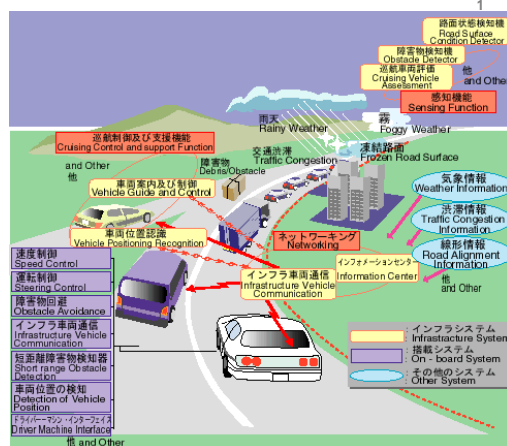 1
路面状態検知機
Road Surface
Condition Detector
障害物検知機
Obstacle Detector
巡航車両評価
Cruising Vehicle
Assessment
他
and Other
感知機能
Sensing Function
雨天
Rainy Weather
霧
Foggy Weather
巡航制御及び支援機能
Cruising Control and support Function
交通渋滞
Traffic Congestion
凍結路面
Frozen Road Surface
障害物
Debris/Obstacle
and Other
他
車両案内及び制御
Vehicle Guide and Control
気象情報
Weather Information
渋滞情報
Traffic Congestion
Information
線形情報
Road Alignment
Information
他
and Other
車両位置認識
Vehicle Positioning Recognition
ネットワーキング
Networking
インフォメーションセンター
Information Center
インフラ車両通信
Infrastructure Vehicle
Communication
速度制御
Speed Control
運転制御
Steering Control
障害物回避
Obstacle Avoidance
インフラ車両通信
Infrastructure Vehicle
Communication
短距離障害物検知器
Short range Obstacle
Detection
車両位置の検知
Detection of Vehicle
Position
ドライバーマシン・インターフェイス
Driver Machine Interface
他 and Other
: インフラシステム
: Infrastracture System
: 搭載システム
: On - board System
: その他のシステム
: Other System